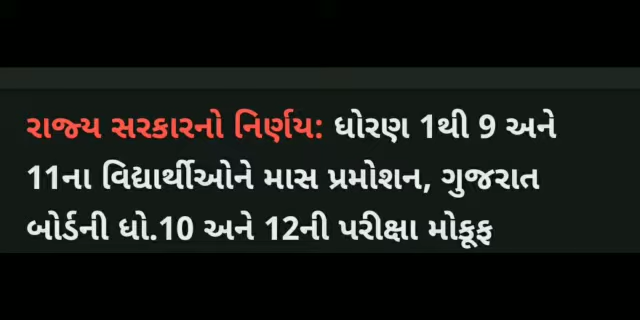 રાજ્ય સરકારનો નિર્ણય: ધોરણ 1થી 9 અને
11ના વિદ્યાર્થીઓને માસ પ્રમોશન, ગુજરાત
બોર્ડની ધો.10 અને 12ની પરીક્ષા મોકૂફ